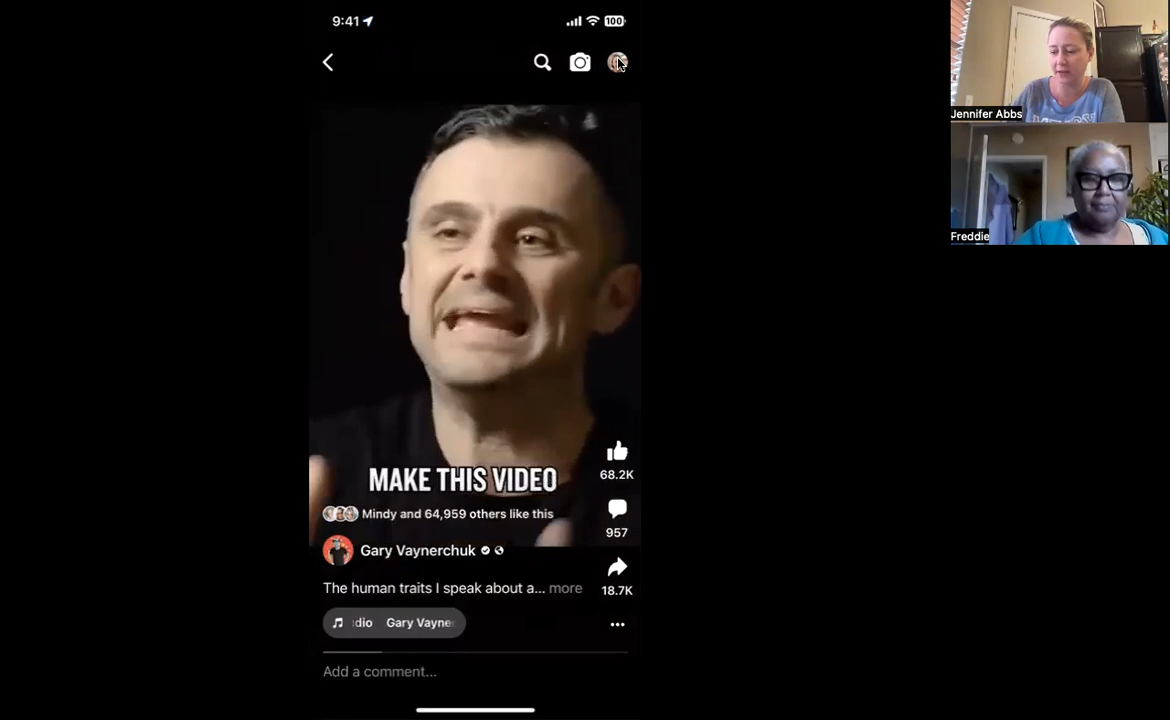 9:41
100
Jennifer Abbs
Freddie
MAKE THIS VIDEO
68.2K
Mindy and 64,959 others like this
957
Gary Vaynerchuk
The human traits I speak about a... more
18.7K
dio Gary Vayne
Add a comment...